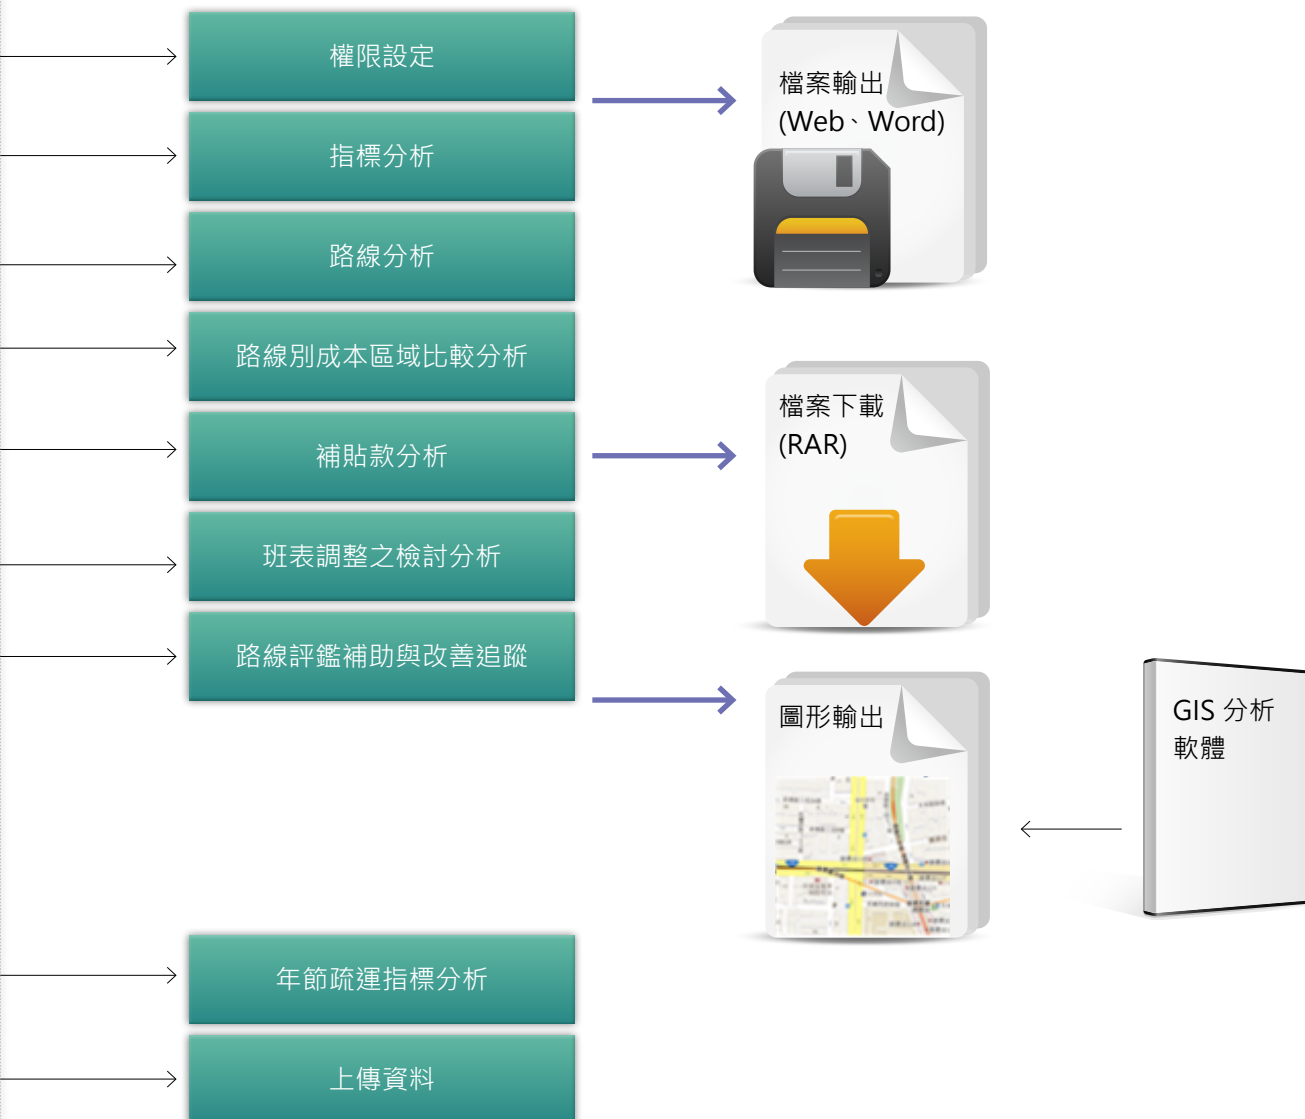 權限設定
指標分析
路線分析
路線別成本區域比較分析
補貼款分析
班表調整之檢討分析
路線評鑑補助與改善追蹤
年節疏運指標分析
上傳資料
檔案輸出
(Web、Word)
檔案下載
(RAR)
圖形輸出
GIS 分析
軟體